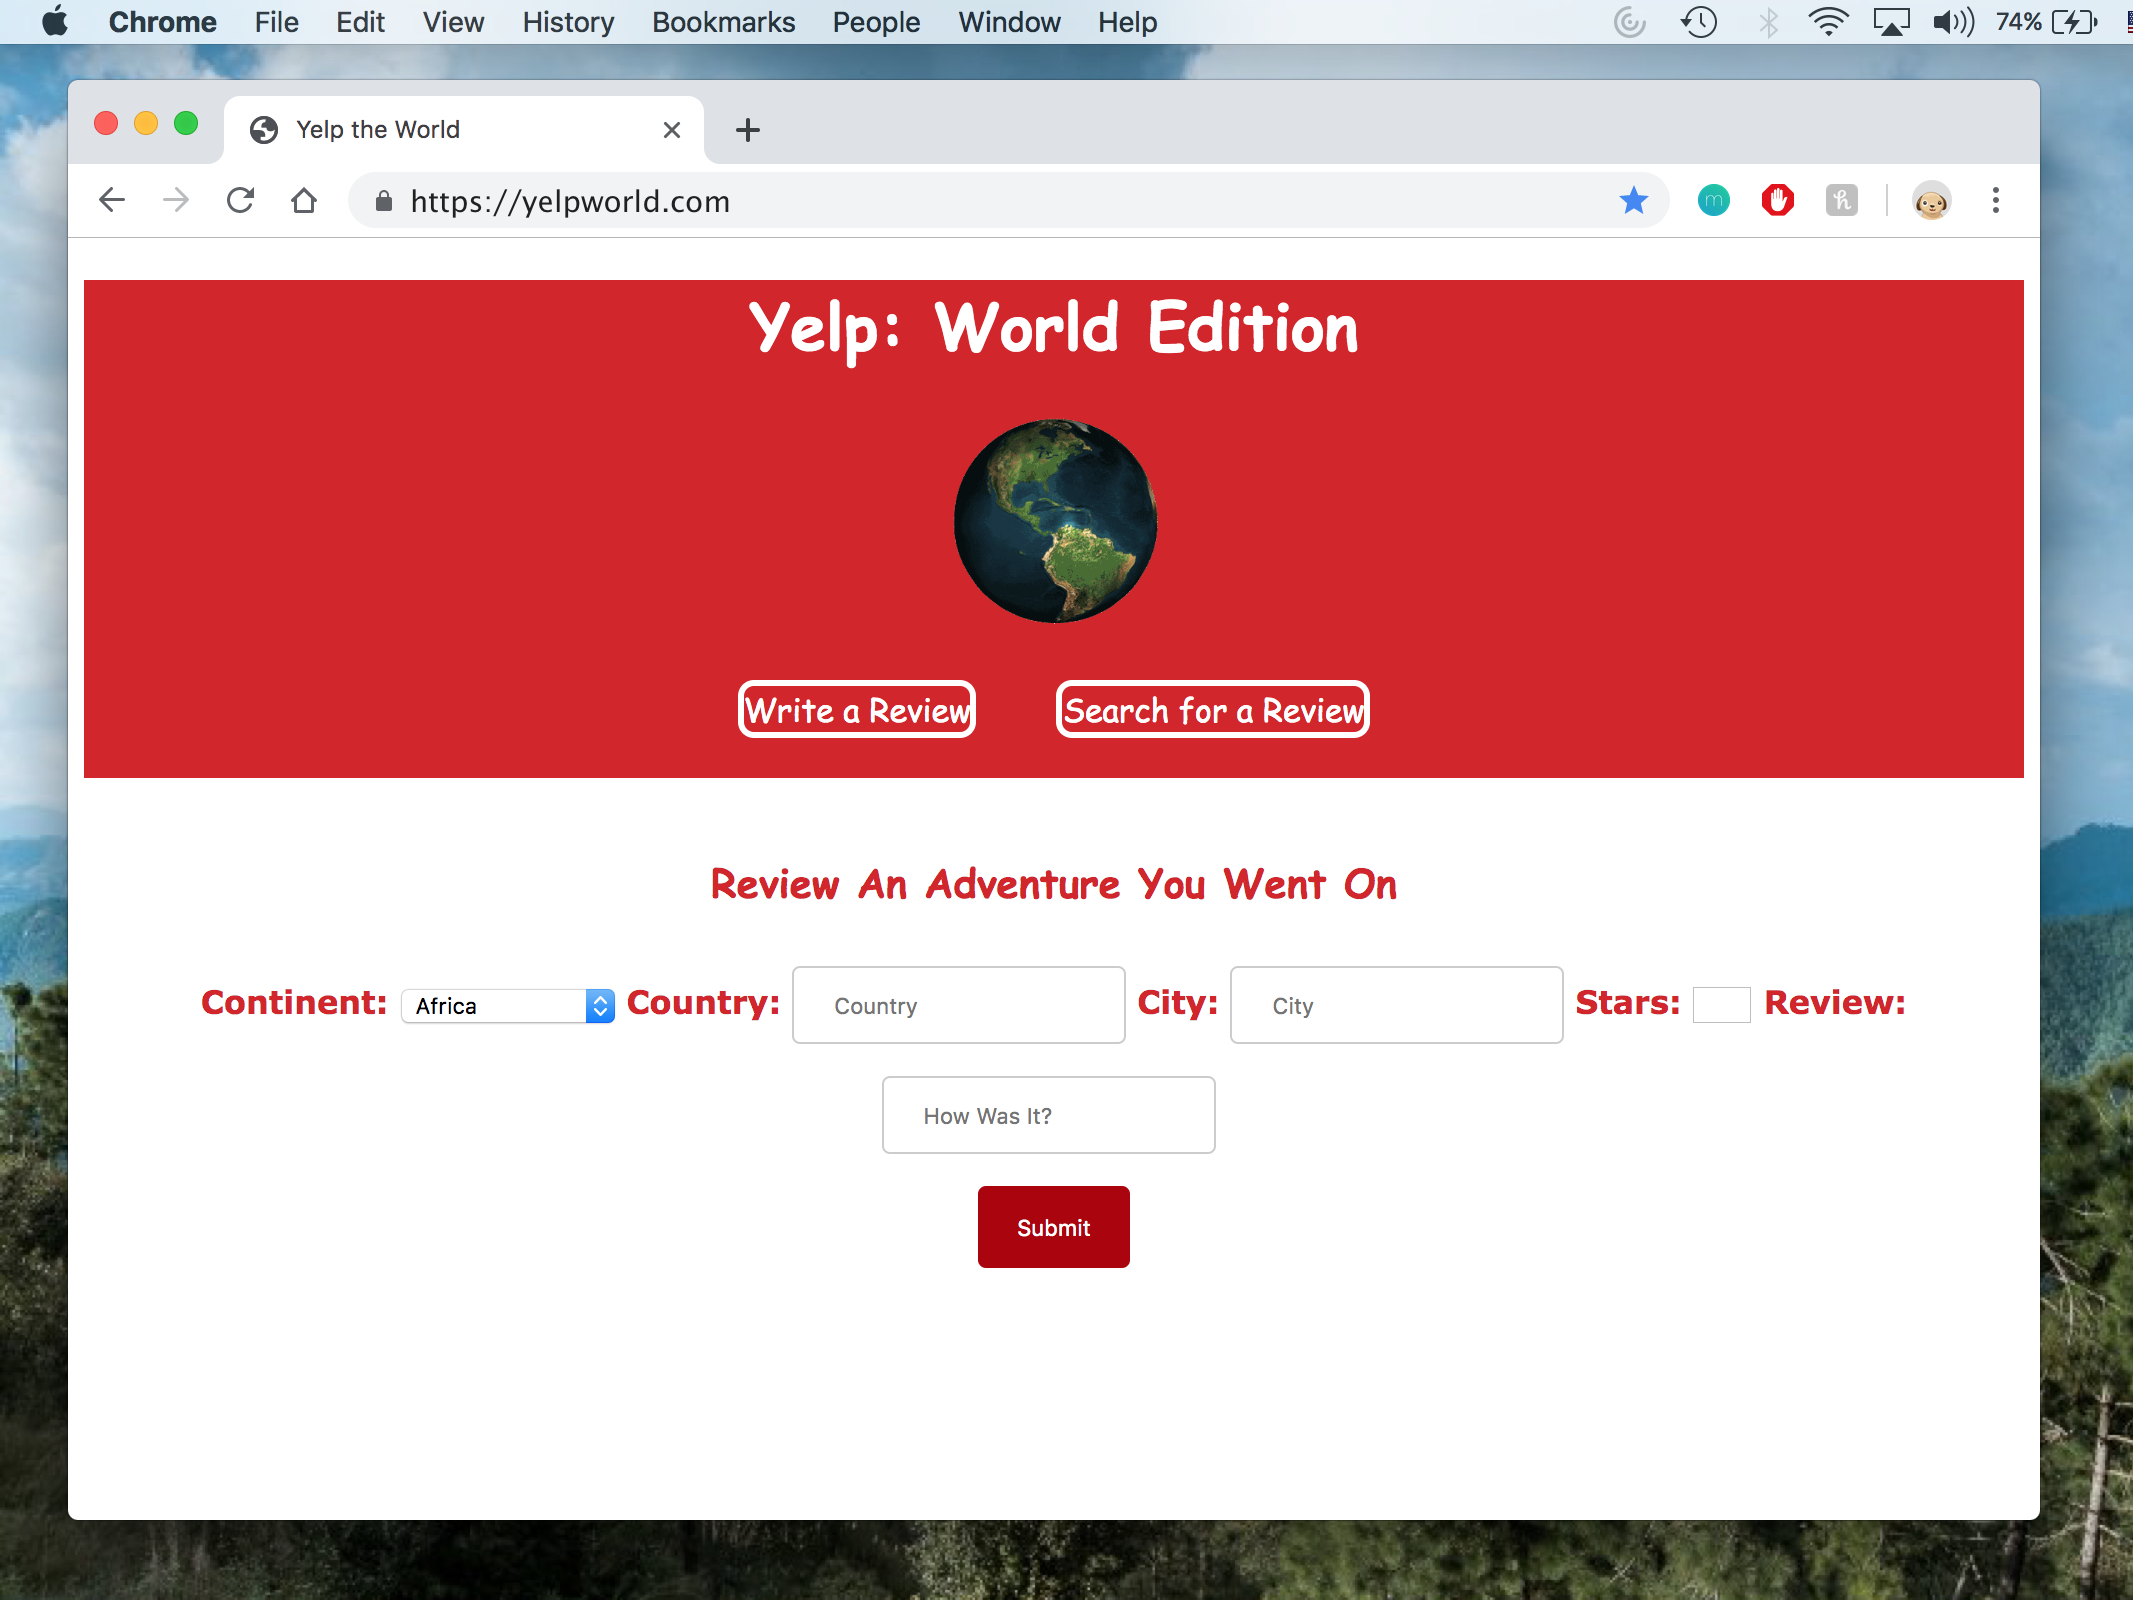 Chrome File Edit View History Bookmarks People Window Help 74%
Yelp the World
https://yelpworld.com
Yelp: World Edition
Write a Review Search for a Review
Review An Adventure You Went On
Continent: Africa Country: Country City: City Stars: Review:
How Was It?
Submit